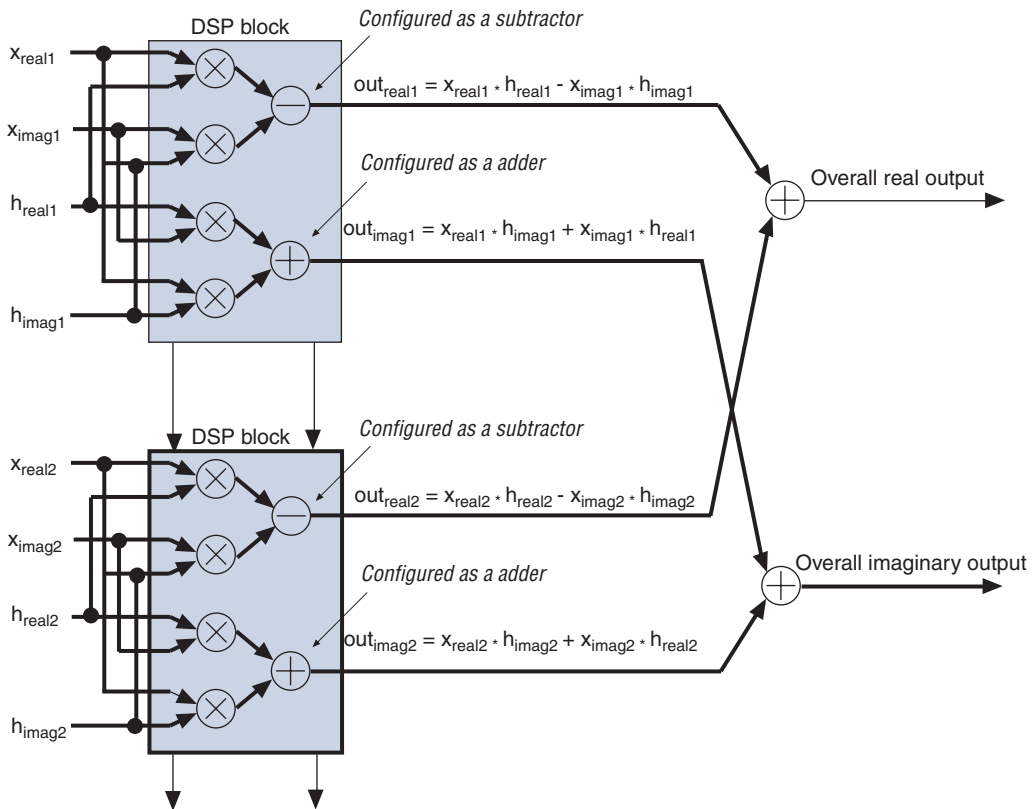 Configured as a subtractor
DSP block
x_real1
out_real1 = x_real1 * h_real1 - x_imag1 * h_imag1
x_imag1
Configured as a adder
Overall real output
h_real1
out_imag1 = x_real1 * h_imag1 + x_imag1 * h_real1
h_imag1
Configured as a subtractor
DSP block
x_real2
out_real2 = x_real2 * h_real2 - x_imag2 * h_imag2
x_imag2
Configured as a adder
Overall imaginary output
h_real2
out_imag2 = x_real2 * h_imag2 + x_imag2 * h_real2
h_imag2